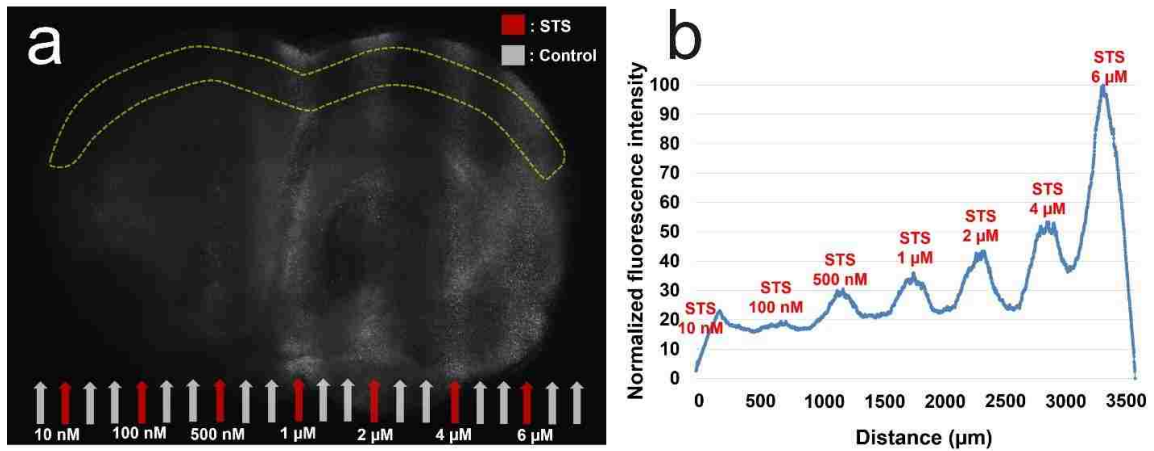 a
: STS
: Control
10 nM 100 nM 500 nM 1 µM 2 µM 4 µM 6 µM
b
Normalized fluorescence intensity
100
90
80
70
60
50
40
30
20
10
0
STS
10 nM
STS
100 nM
STS
500 nM
STS
1 µM
STS
2 µM
STS
4 µM
STS
6 µM
0 500 1000 1500 2000 2500 3000 3500
Distance (µm)